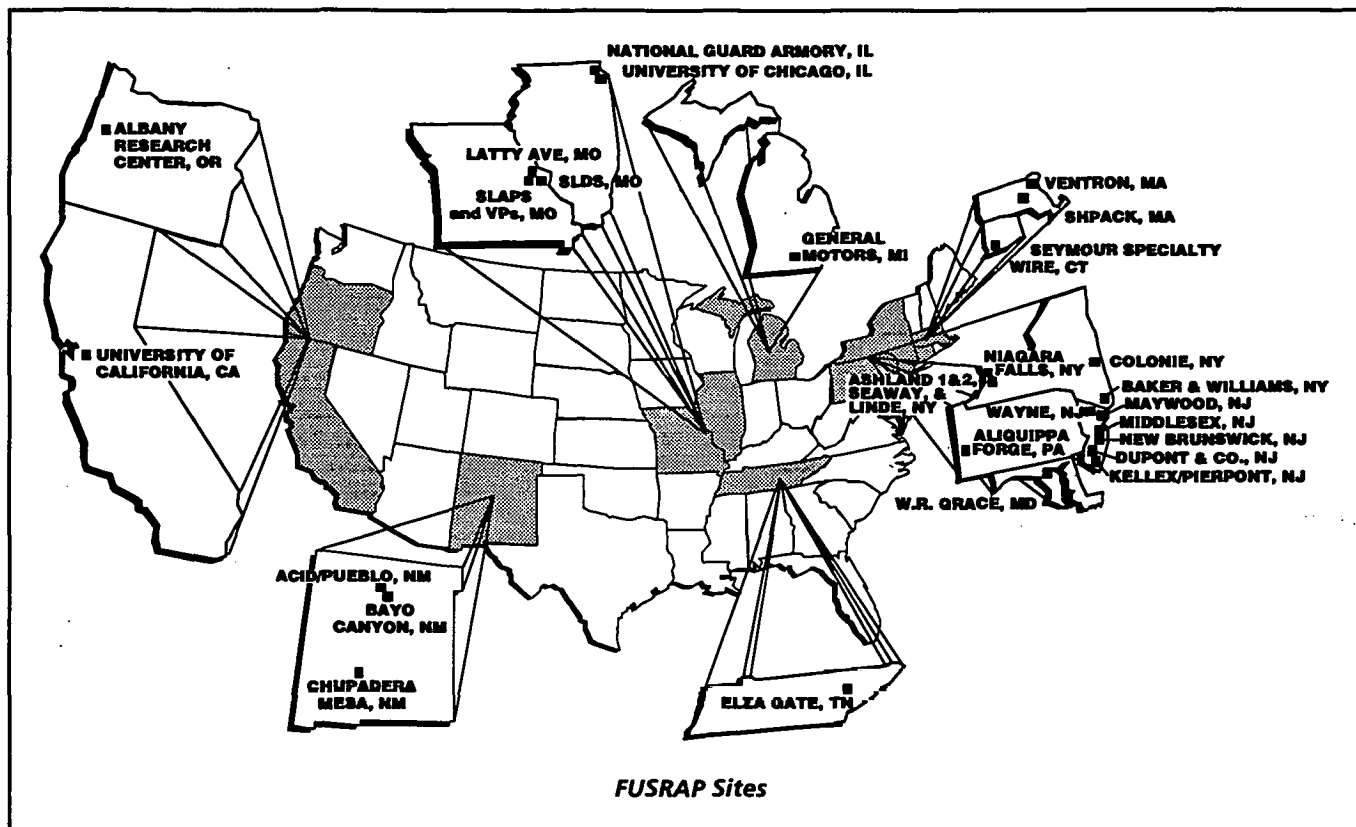 NATIONAL GUARD ARMORY, IL
UNIVERSITY OF CHICAGO, IL
ALBANY
RESEARCH
CENTER, OR
LATTY AVE, MO
SLDS, MO
SLAPS
and VPs, MO
GENERAL
MOTORS, MI
VENTRON, MA
SHPACK, MA
SEYMOUR SPECIALTY
WIRE, CT
UNIVERSITY OF
CALIFORNIA, CA
NIAGARA
FALLS, NY
COLONIE, NY
ASHLAND 1&2,
SEAWAY, &
LINDE, NY
BAKER & WILLIAMS, NY
WAYNE, NJ
MAYWOOD, NJ
MIDDLESEX, NJ
ALIQUIPPA
FORGE, PA
NEW BRUNSWICK, NJ
DUPONT & CO., NJ
KELLEX/PIERPONT, NJ
W.R. GRACE, MD
ACID/PUEBLO, NM
BAYO
CANYON, NM
CHUPADERA
MESA, NM
ELZA GATE, TN
FUSRAP Sites